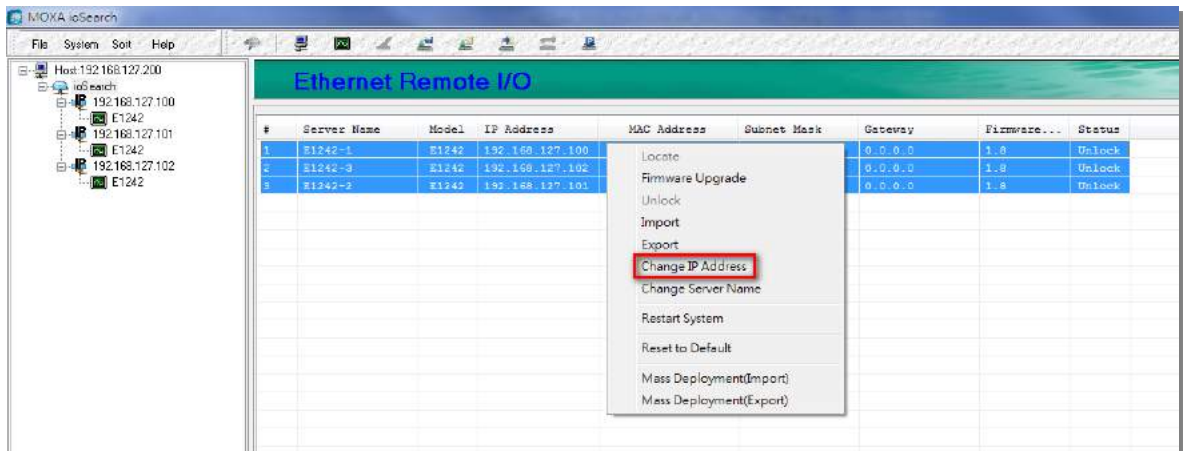 MOXA ioSearch
File System Sort Help
Host:192.168.127.200
ioSearch
192.168.127.100
E1242
192.168.127.101
E1242
192.168.127.102
E1242
Ethernet Remote I/O
# Server Name Model IP Address MAC Address Subnet Mask Gateway Firmware... Status
1 E1242-1 E1242 192.168.127.100 0.0.0.0 1.8 Unlock
2 E1242-3 E1242 192.168.127.102 0.0.0.0 1.8 Unlock
3 E1242-2 E1242 192.168.127.101 0.0.0.0 1.8 Unlock
Locate
Firmware Upgrade
Unlock
Import
Export
Change IP Address
Change Server Name
Restart System
Reset to Default
Mass Deployment(Import)
Mass Deployment(Export)